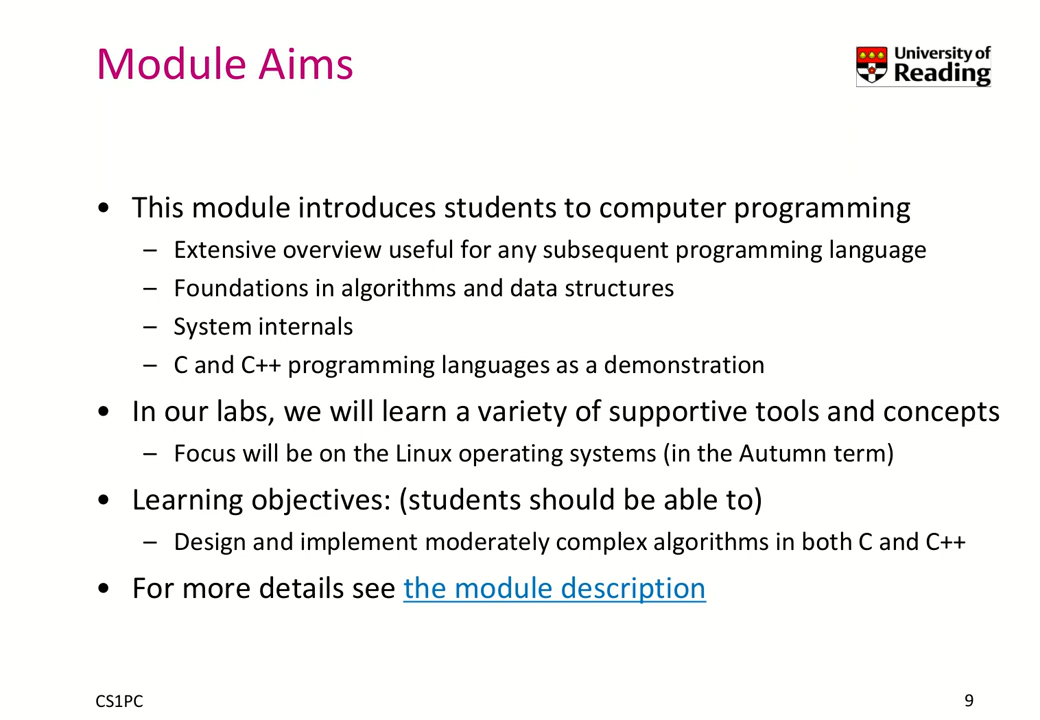 Module Aims
University of
Reading
• This module introduces students to computer programming
– Extensive overview useful for any subsequent programming language
– Foundations in algorithms and data structures
– System internals
– C and C++ programming languages as a demonstration
• In our labs, we will learn a variety of supportive tools and concepts
– Focus will be on the Linux operating systems (in the Autumn term)
• Learning objectives: (students should be able to)
– Design and implement moderately complex algorithms in both C and C++
• For more details see the module description
CS1PC
9